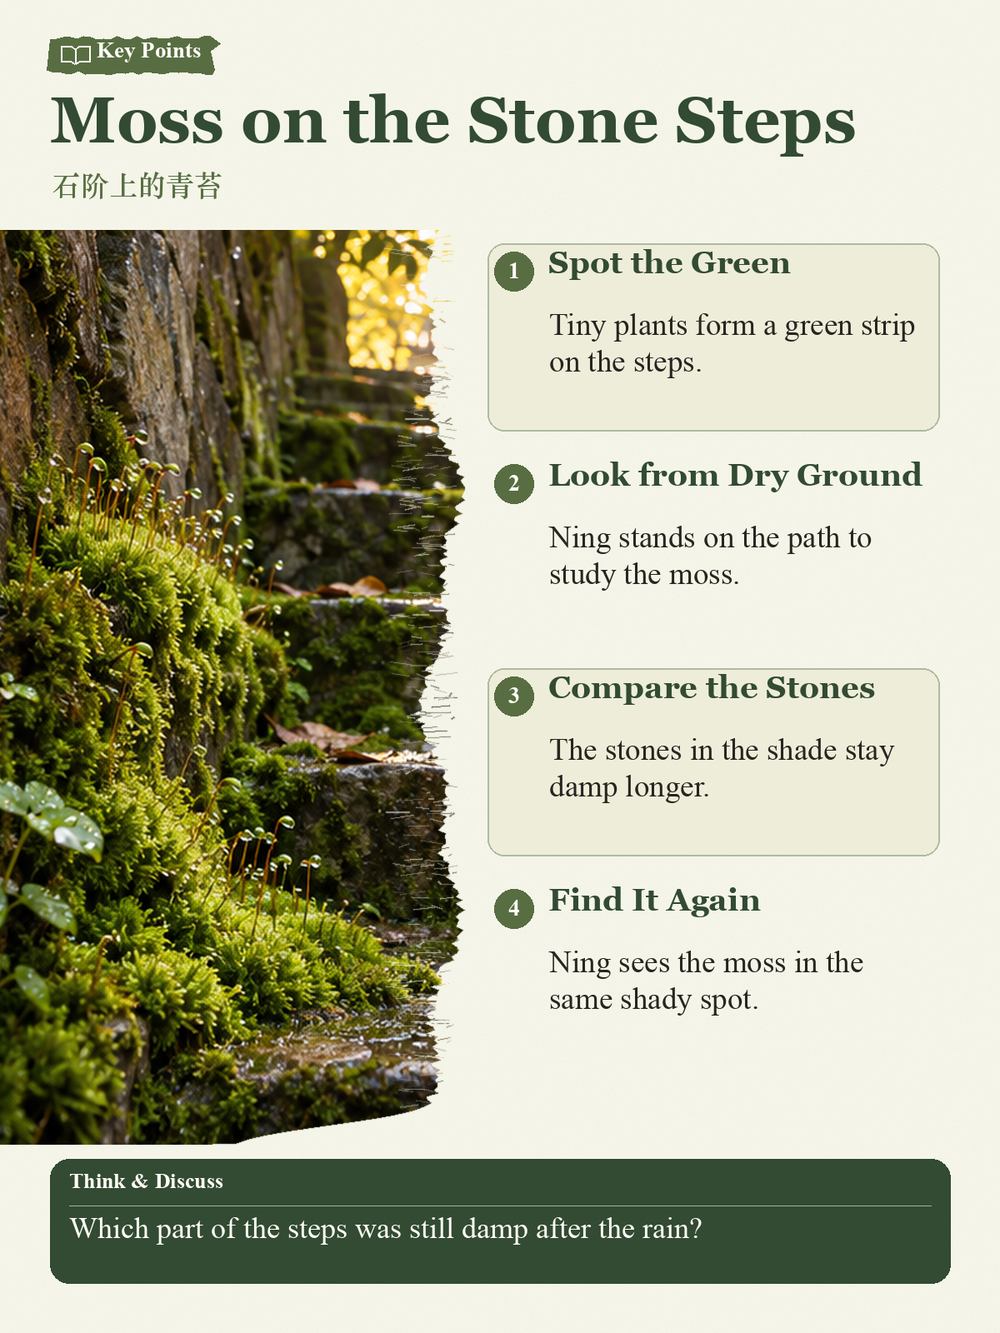 Key Points
Moss on the Stone Steps
石阶上的青苔
1 Spot the Green
Tiny plants form a green strip
on the steps.
2 Look from Dry Ground
Ning stands on the path to
study the moss.
3 Compare the Stones
The stones in the shade stay
damp longer.
4 Find It Again
Ning sees the moss in the
same shady spot.
Think & Discuss
Which part of the steps was still damp after the rain?